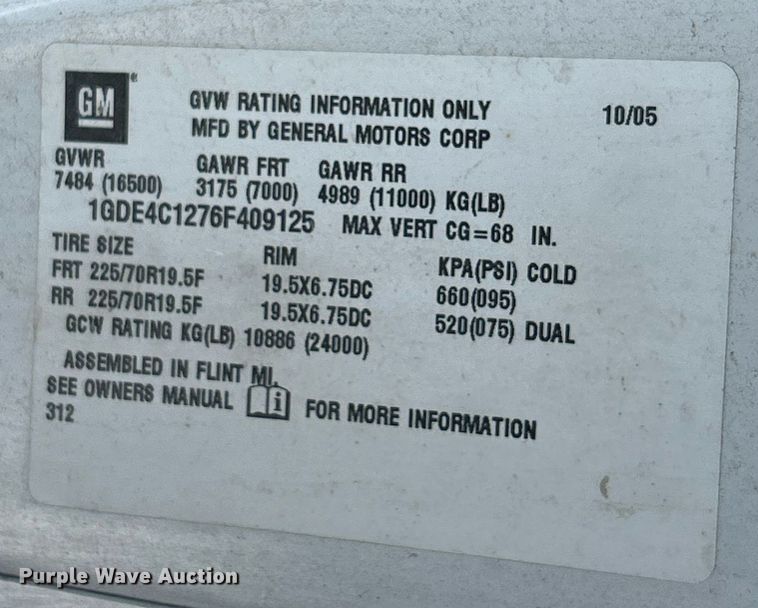 GM ®
GVW RATING INFORMATION ONLY 10/05
MFD BY GENERAL MOTORS CORP
GVWR GAWR FRT GAWR RR
7484 (16500) 3175 (7000) 4989 (11000) KG(LB)
1GDE4C1276F409125 MAX VERT CG=68 IN.
TIRE SIZE RIM KPA(PSI) COLD
FRT 225/70R19.5F 19.5X6.75DC 660(095)
RR 225/70R19.5F 19.5X6.75DC 520(075) DUAL
GCW RATING KG(LB) 10886 (24000)
ASSEMBLED IN FLINT MI.
SEE OWNERS MANUAL i FOR MORE INFORMATION
312
Purple Wave Auction